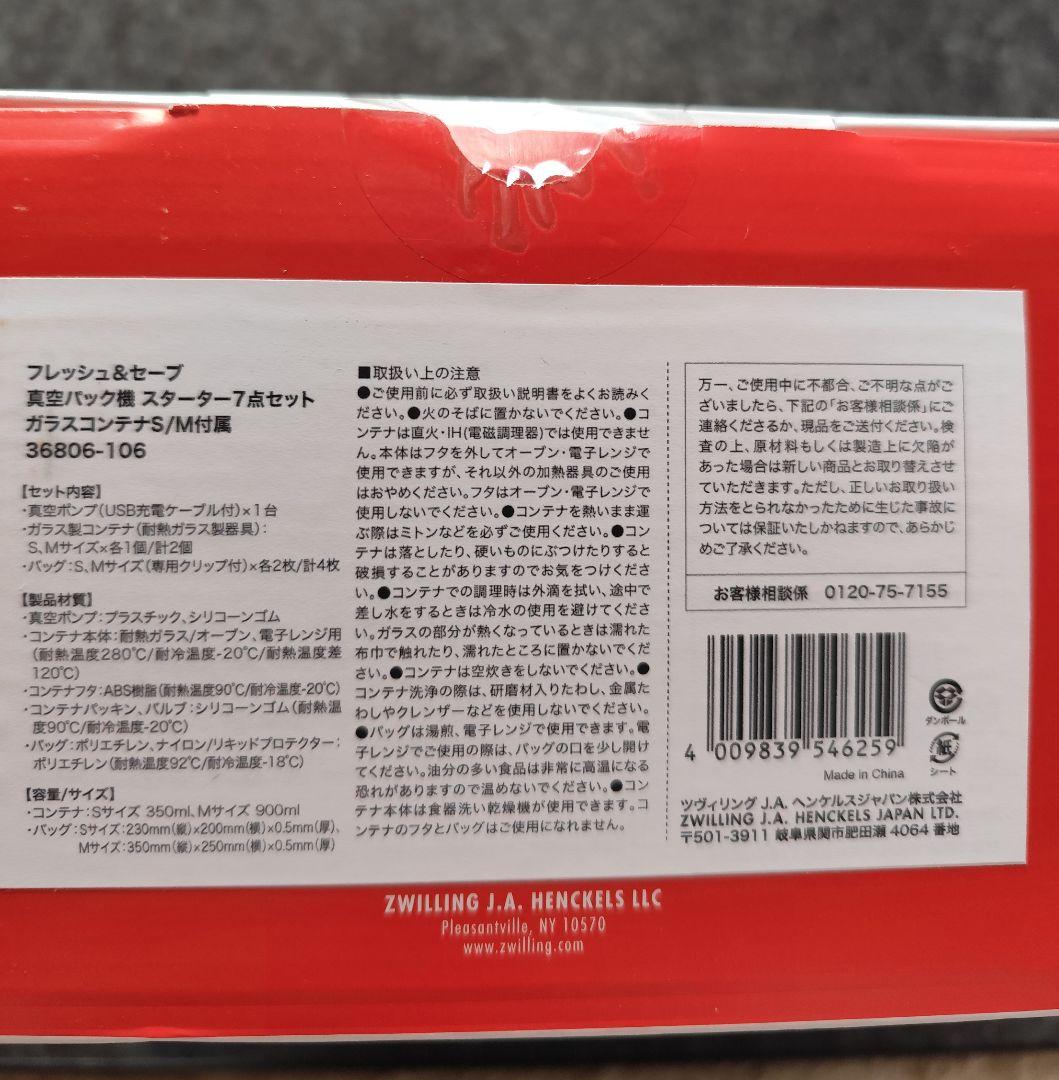 フレッシュ&セーブ
真空パック機 スターター7点セット
ガラスコンテナS/M付属
36806-106
【セット内容】
・真空ポンプ(USB充電ケーブル付)×1台
・ガラス製コンテナ(耐熱ガラス製器具):
S、Mサイズ×各1個/計2個
・バッグ:S、Mサイズ(専用クリップ付)×各2枚/計4枚
【製品材質】
・真空ポンプ:プラスチック、シリコーンゴム
・コンテナ本体:耐熱ガラス/オーブン、電子レンジ用
(耐熱温度280℃/耐冷温度-20℃/耐熱温度差
120℃)
・コンテナフタ:ABS樹脂(耐熱温度90℃/耐冷温度-20℃)
・コンテナパッキン、バルブ:シリコーンゴム(耐熱温
度90℃/耐冷温度-20℃)
・バッグ:ポリエチレン、ナイロン/リキッドプロテクター:
ポリエチレン(耐熱温度92℃/耐冷温度-18℃)
【容量/サイズ】
・コンテナ:Sサイズ 350ml、Mサイズ 900ml
・バッグ:Sサイズ:230mm(縦)×200mm(横)×0.5mm(厚)、
Mサイズ:350mm(縦)×250mm(横)×0.5mm(厚)
■取扱い上の注意
●ご使用前に必ず取扱い説明書をよくお読みく
ださい。●火のそばに置かないでください。●コ
ンテナは直火・IH(電磁調理器)では使用できませ
ん。本体はフタを外してオーブン・電子レンジで
使用できますが、それ以外の加熱器具のご使用
はおやめください。フタはオーブン・電子レンジで
使用しないでください。●コンテナを熱いまま運
ぶ際はミトンなどを必ずご使用ください。●コン
テナは落としたり、硬いものにぶつけたりすると
破損することがありますのでお気をつけくださ
い。●コンテナでの調理時は外滴を拭い、途中で
差し水をするときは冷水の使用を避けてくださ
い。ガラスの部分が熱くなっているときは濡れた
布巾で触れたり、濡れたところに置かないでくだ
さい。●コンテナは空炊きをしないでください。●
コンテナ洗浄の際は、研磨材入りたわし、金属た
わしやクレンザーなどを使用しないでください。
●バッグは湯煎、電子レンジで使用できます。電
子レンジでご使用の際は、バッグの口を少し開け
てください。油分の多い食品は非常に高温になる
恐れがありますので温めないでください。●コン
テナ本体は食器洗い乾燥機が使用できます。コ
ンテナのフタとバッグはご使用になれません。
万一、ご使用中に不都合、ご不明な点がご
ざいましたら、下記の「お客様相談係」にご
連絡くださるか、現品をご送付ください。検
査の上、原材料もしくは製造上に欠陥が
あった場合は新しい商品とお取り替えさせ
ていただきます。ただし、正しいお取り扱い
方法をとられなかったために生じた事故に
ついては保証いたしかねますので、あらかじ
めご了承ください。
お客様相談係 0120-75-7155
4 009839 546259
ダンボール
紙
シート
Made in China
ツヴィリング J.A. ヘンケルスジャパン株式会社
ZWILLING J.A. HENCKELS JAPAN LTD.
〒501-3911 岐阜県関市肥田瀬 4064 番地
ZWILLING J.A. HENCKELS LLC
Pleasantville, NY 10570
www.zwilling.com